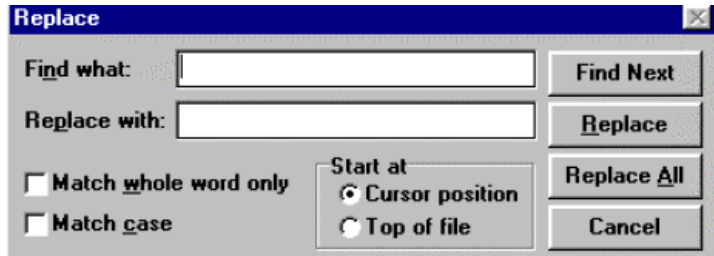 Replace
Find what:
Find Next
Replace with:
Replace
Match whole word only
Match case
Start at
Cursor position
Top of file
Replace All
Cancel